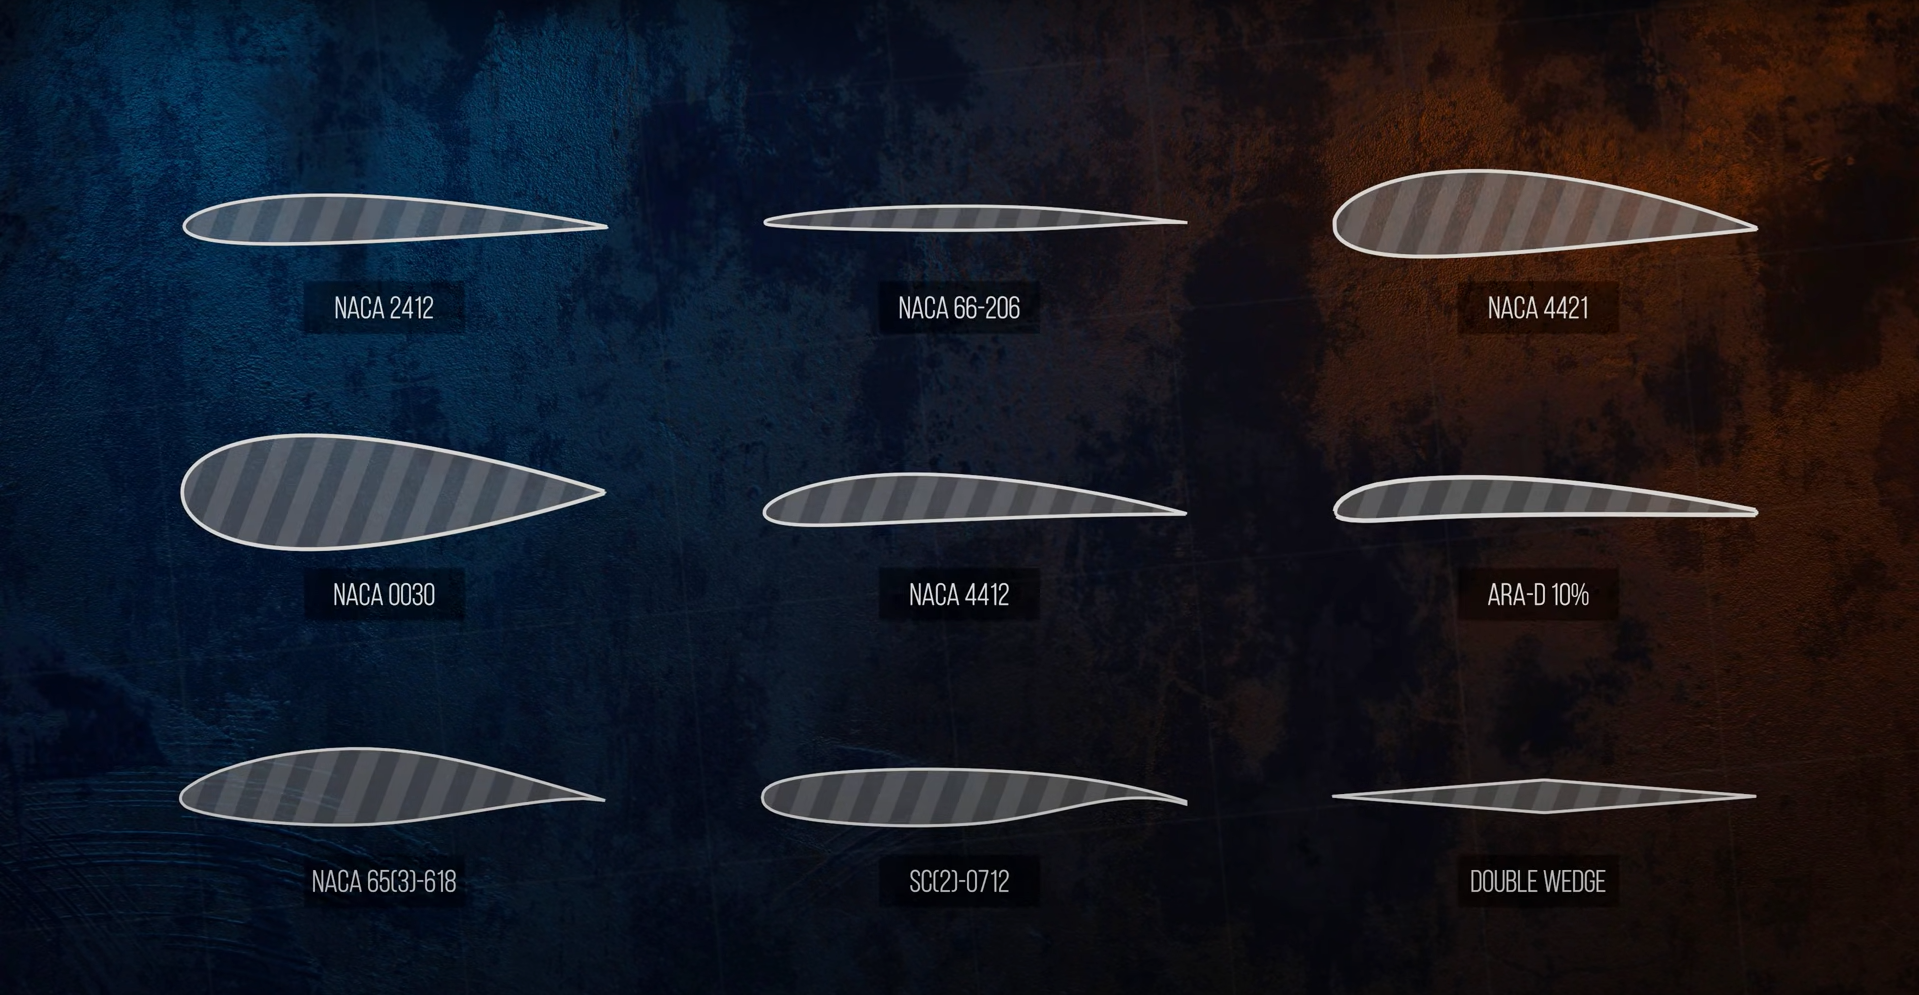 NACA 2412
NACA 66-206
NACA 4421
NACA 0030
NACA 4412
ARA-D 10%
NACA 65(3)-618
SC(2)-0712
DOUBLE WEDGE